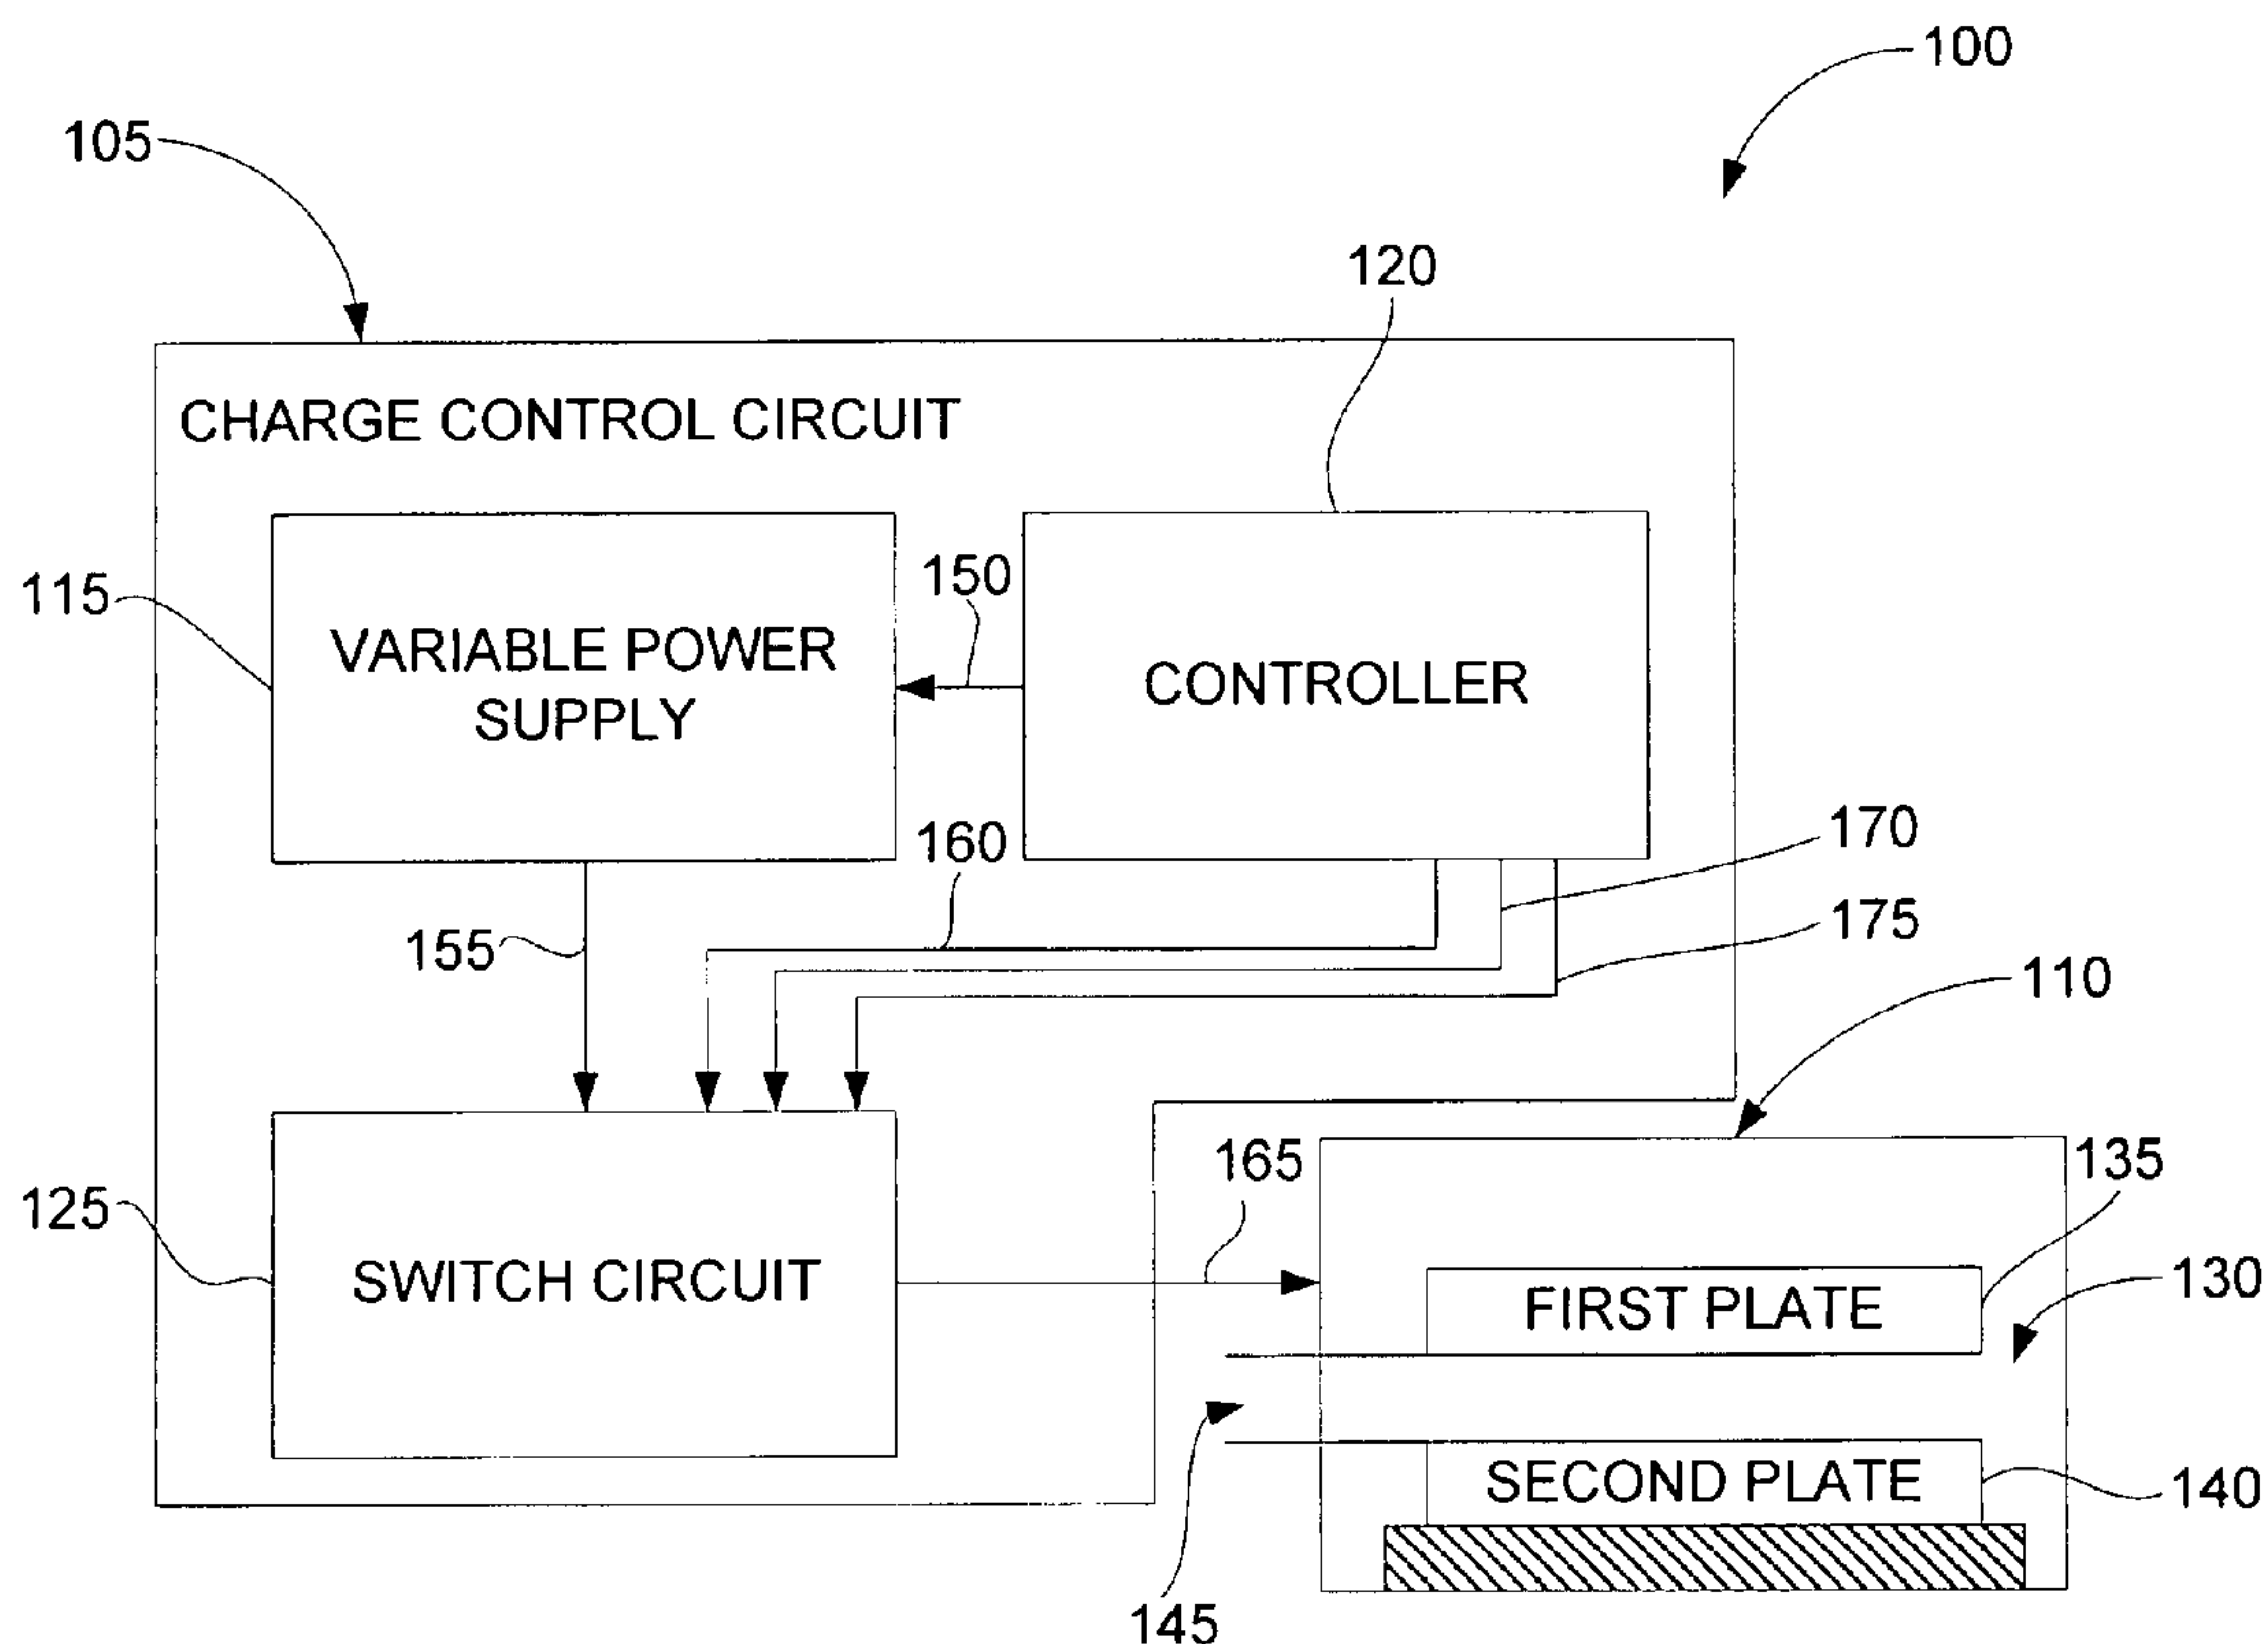 100
105
120
CHARGE CONTROL CIRCUIT
115
VARIABLE POWER
SUPPLY
150
CONTROLLER
160
170
155
175
110
125
SWITCH CIRCUIT
165
135
FIRST PLATE
130
SECOND PLATE
140
145